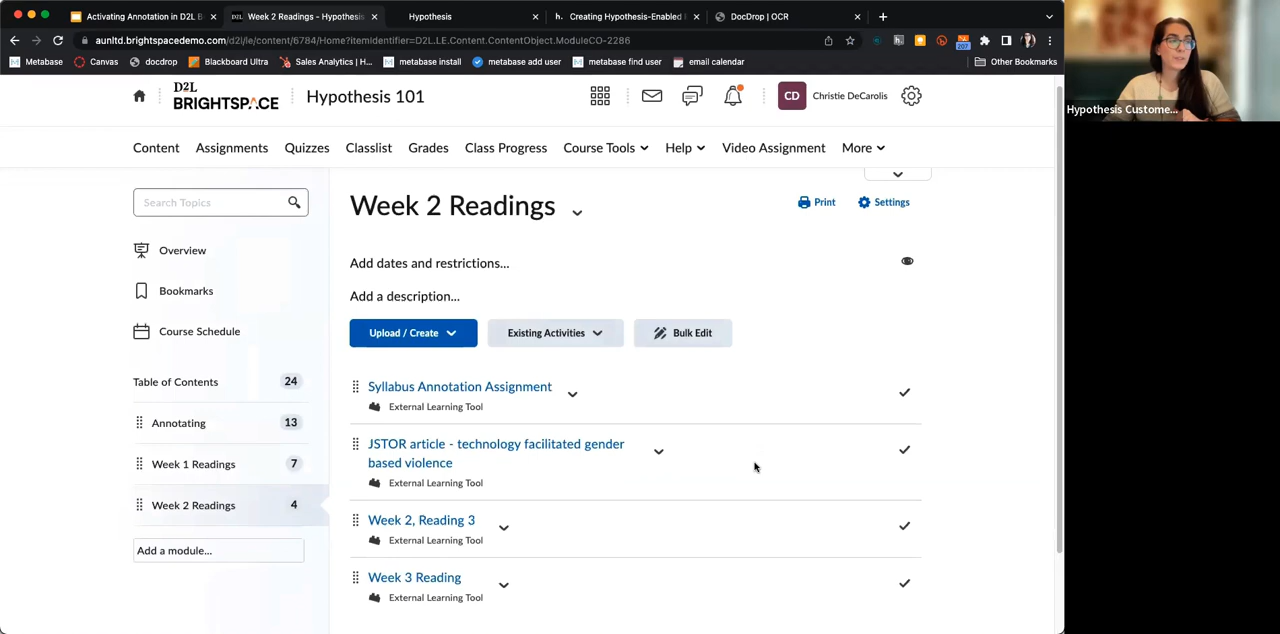 Activating Annotation in D2L B
Week 2 Readings - Hypothesis
Hypothesis
h. Creating Hypothesis-Enabled
DocDrop | OCR
aunltd.brightspacedemo.com/d2l/le/content/6784/Home?itemIdentifier=D2L.LE.Content.ContentObject.ModuleCO-2286
207
Metabase
Canvas
docdrop
Blackboard Ultra
Sales Analytics | H...
metabase install
metabase add user
metabase find user
email calendar
Other Bookmarks
Hypothesis Custome...
D2L
BRIGHTSPACE
Hypothesis 101
CD
Christie DeCarolis
Content
Assignments
Quizzes
Classlist
Grades
Class Progress
Course Tools
Help
Video Assignment
More
Search Topics
Overview
Bookmarks
Course Schedule
Table of Contents 24
Annotating 13
Week 1 Readings 7
Week 2 Readings 4
Add a module...
Week 2 Readings
Print
Settings
Add dates and restrictions...
Add a description...
Upload / Create
Existing Activities
Bulk Edit
Syllabus Annotation Assignment
External Learning Tool
JSTOR article - technology facilitated gender
based violence
External Learning Tool
Week 2, Reading 3
External Learning Tool
Week 3 Reading
External Learning Tool